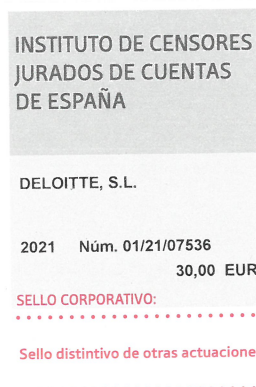 INSTITUTO DE CENSORES
JURADOS DE CUENTAS
DE ESPAÑA
DELOITTE, S.L.
2021 Núm. 01/21/07536
30,00 EUR
SELLO CORPORATIVO:
Sello distintivo de otras actuacione